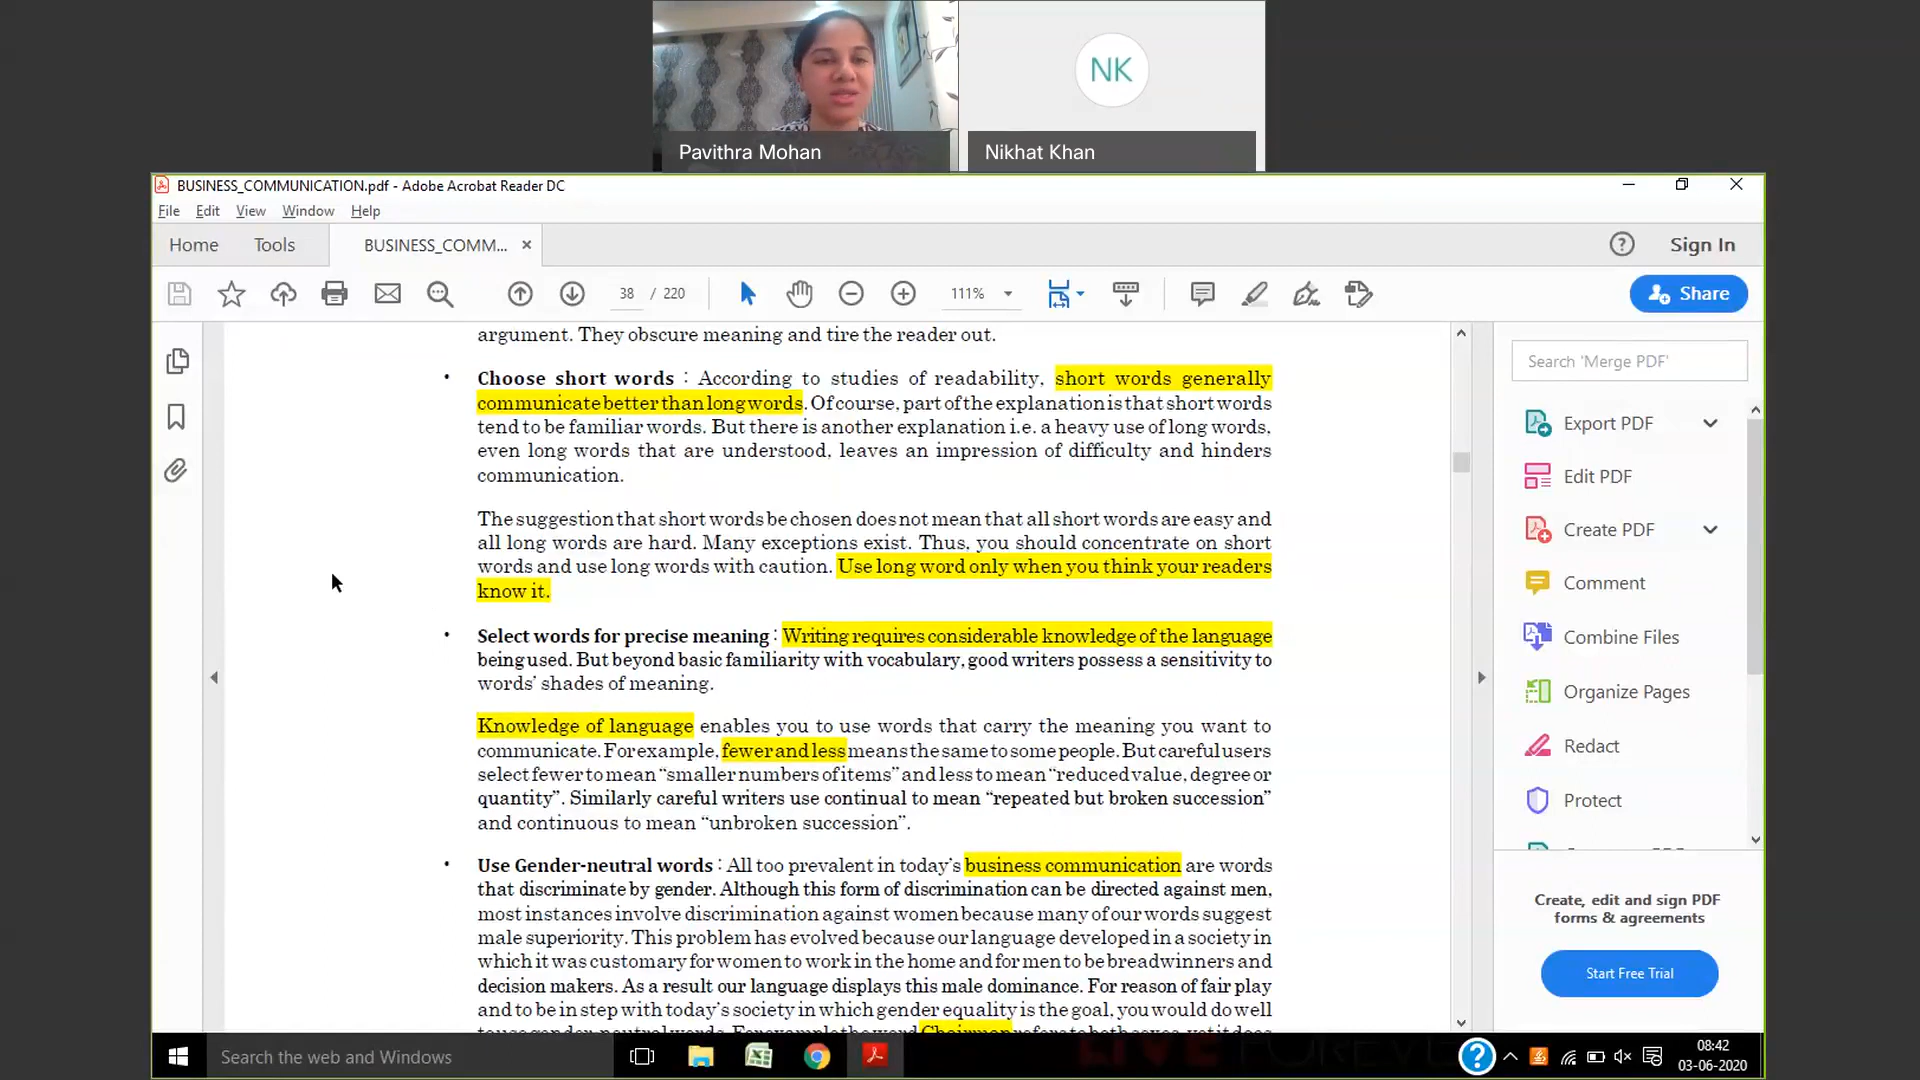 NK
Pavithra Mohan
Nikhat Khan
BUSINESS_COMMUNICATION.pdf - Adobe Acrobat Reader DC
File Edit View Window Help
Home Tools BUSINESS_COMM... × Sign In
38 / 220 111% Share
argument. They obscure meaning and tire the reader out.
• Choose short words : According to studies of readability, short words generally
communicate better than long words. Of course, part of the explanation is that short words
tend to be familiar words. But there is another explanation i.e. a heavy use of long words,
even long words that are understood, leaves an impression of difficulty and hinders
communication.
The suggestion that short words be chosen does not mean that all short words are easy and
all long words are hard. Many exceptions exist. Thus, you should concentrate on short
words and use long words with caution. Use long word only when you think your readers
know it.
• Select words for precise meaning : Writing requires considerable knowledge of the language
being used. But beyond basic familiarity with vocabulary, good writers possess a sensitivity to
words' shades of meaning.
Knowledge of language enables you to use words that carry the meaning you want to
communicate. For example, fewer and less means the same to some people. But careful users
select fewer to mean “smaller numbers of items” and less to mean “reduced value, degree or
quantity”. Similarly careful writers use continual to mean “repeated but broken succession”
and continuous to mean “unbroken succession”.
• Use Gender-neutral words : All too prevalent in today's business communication are words
that discriminate by gender. Although this form of discrimination can be directed against men,
most instances involve discrimination against women because many of our words suggest
male superiority. This problem has evolved because our language developed in a society in
which it was customary for women to work in the home and for men to be breadwinners and
decision makers. As a result our language displays this male dominance. For reason of fair play
and to be in step with today's society in which gender equality is the goal, you would do well
to use gender-neutral words. For example the word Chairman refers to both sexes, yet it does
Search 'Merge PDF'
Export PDF
Edit PDF
Create PDF
Comment
Combine Files
Organize Pages
Redact
Protect
Create, edit and sign PDF
forms & agreements
Start Free Trial
Search the web and Windows
LIVE
08:42
03-06-2020